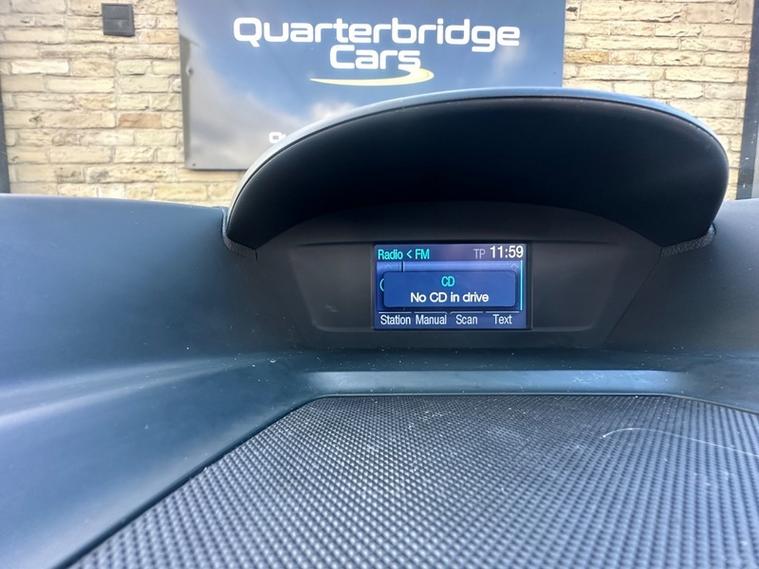 Quarterbridge
Cars
Radio < FM TP 11:59
CD
No CD in drive
Station Manual Scan Text